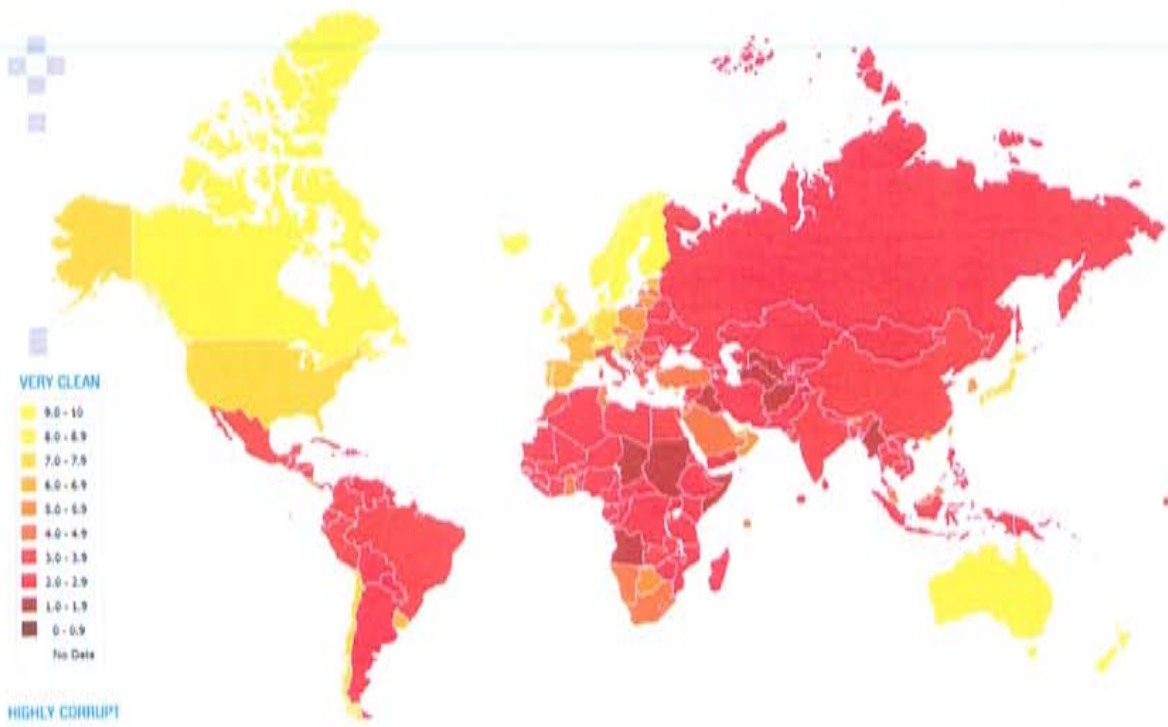 VERY CLEAN
9.0 - 10
8.0 - 8.9
7.0 - 7.9
6.0 - 6.9
5.0 - 5.9
4.0 - 4.9
3.0 - 3.9
2.0 - 2.9
1.0 - 1.9
0 - 0.9
No Data
HIGHLY CORRUPT